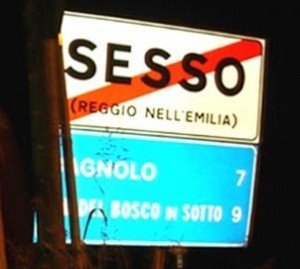 SESSO
(REGGIO NELL'EMILIA)
AGNOLO 7
DEL BOSCO DI SOTTO 9